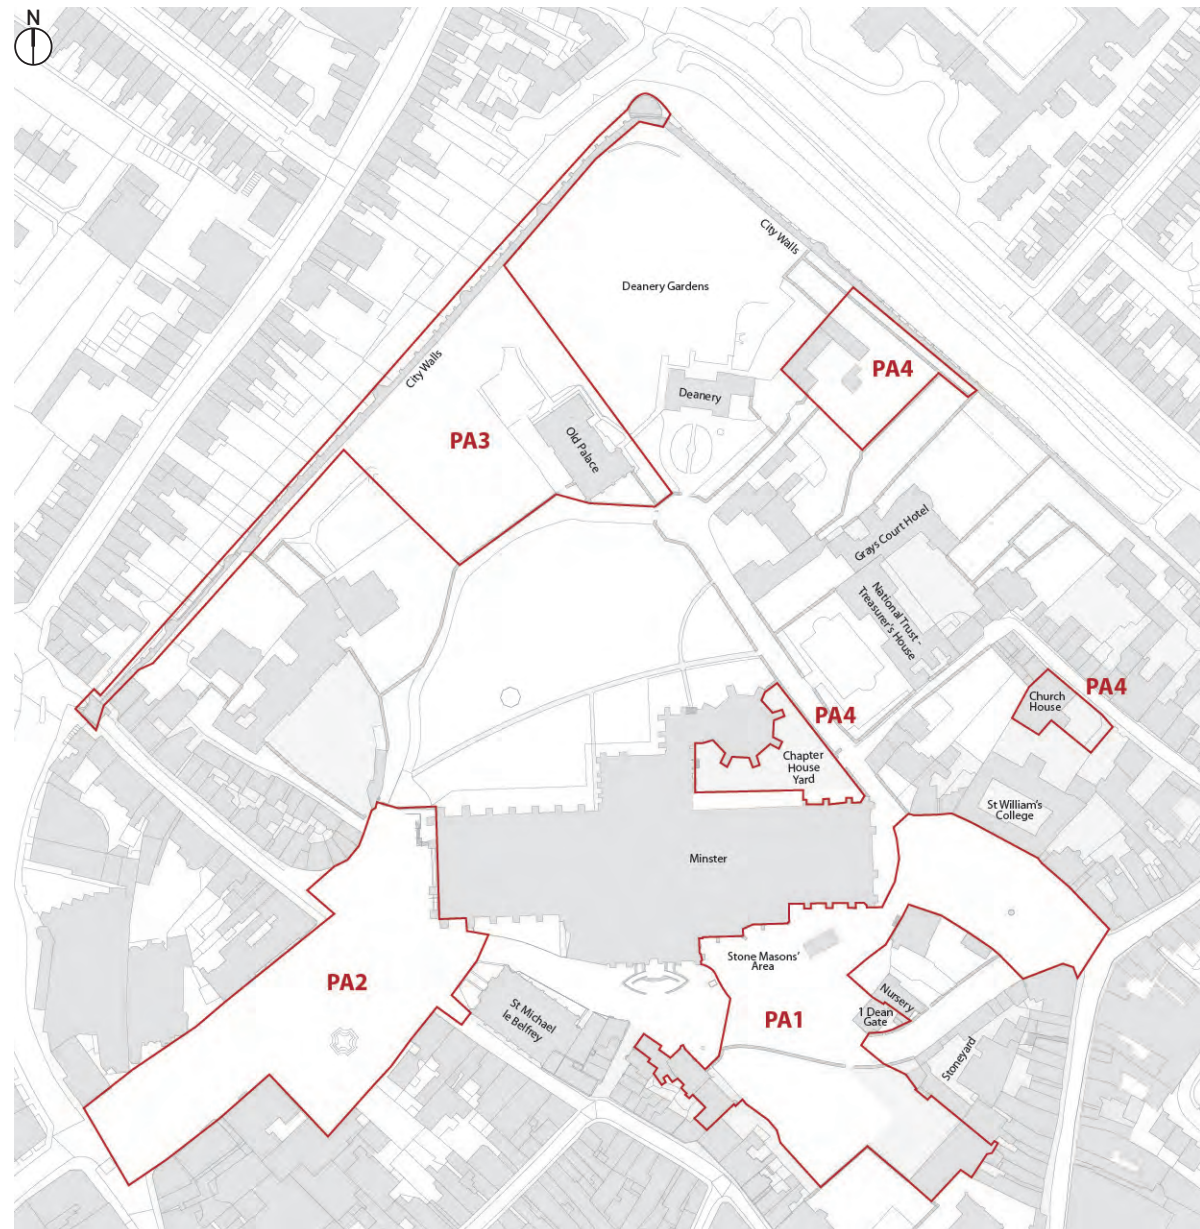 N
City Walls
Deanery Gardens
PA4
City Walls
Deanery
PA3
Old Palace
Grays Court Hotel
National Trust -
Treasurer's House
PA4
Church
House
PA4
Chapter
House
Yard
St William's
College
Minster
Stone Masons'
Area
PA2
Nursery
1 Dean
Gate
St Michael
le Belfrey
PA1
Stoneyard